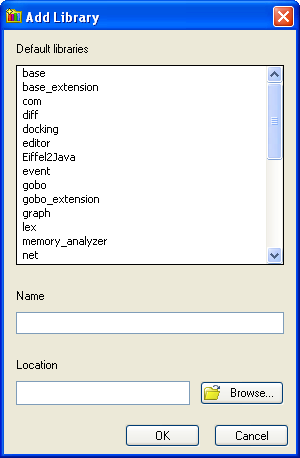 Add Library
Default libraries
base
base_extension
com
diff
docking
editor
Eiffel2Java
event
gobo
gobo_extension
graph
lex
memory_analyzer
net
Name
Location
Browse...
OK
Cancel